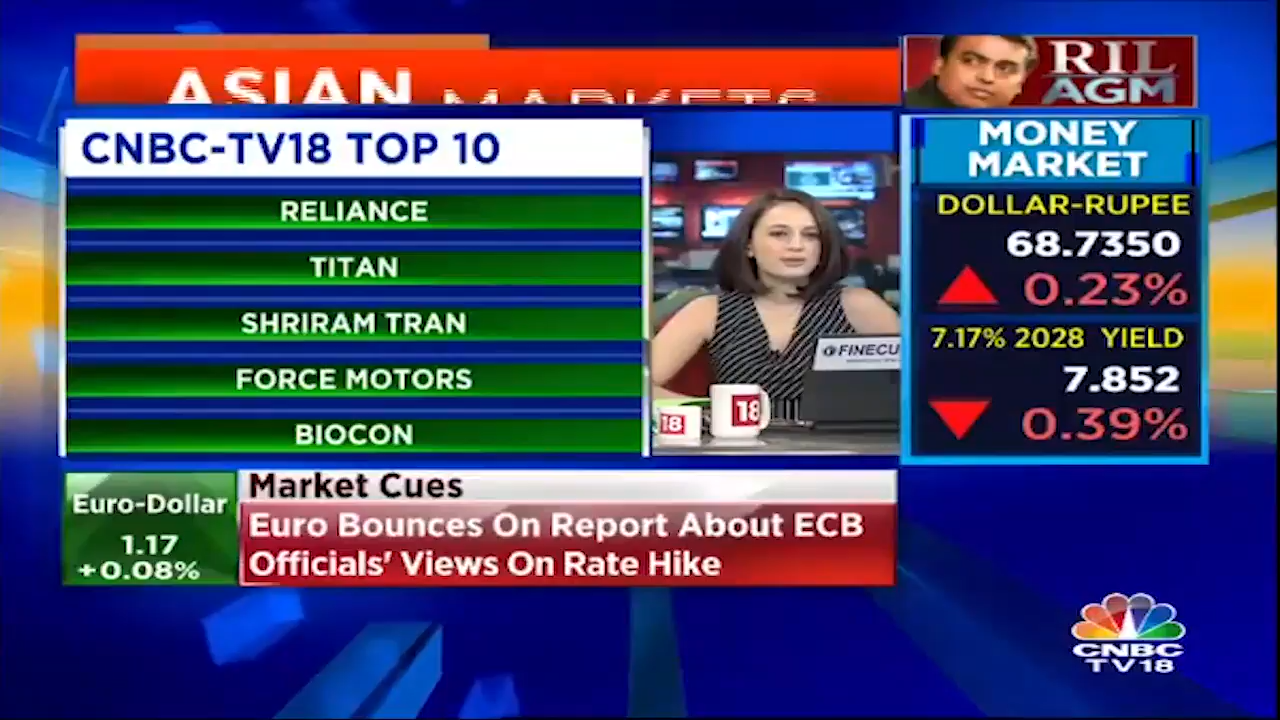 ASIAN MARKETS
RIL
AGM
CNBC-TV18 TOP 10
RELIANCE
TITAN
SHRIRAM TRAN
FORCE MOTORS
BIOCON
FINECU
18
18
MONEY
MARKET
DOLLAR-RUPEE
68.7350
0.23%
7.17% 2028 YIELD
7.852
0.39%
Euro-Dollar
1.17
+0.08%
Market Cues
Euro Bounces On Report About ECB
Officials' Views On Rate Hike
CNBC
TV18